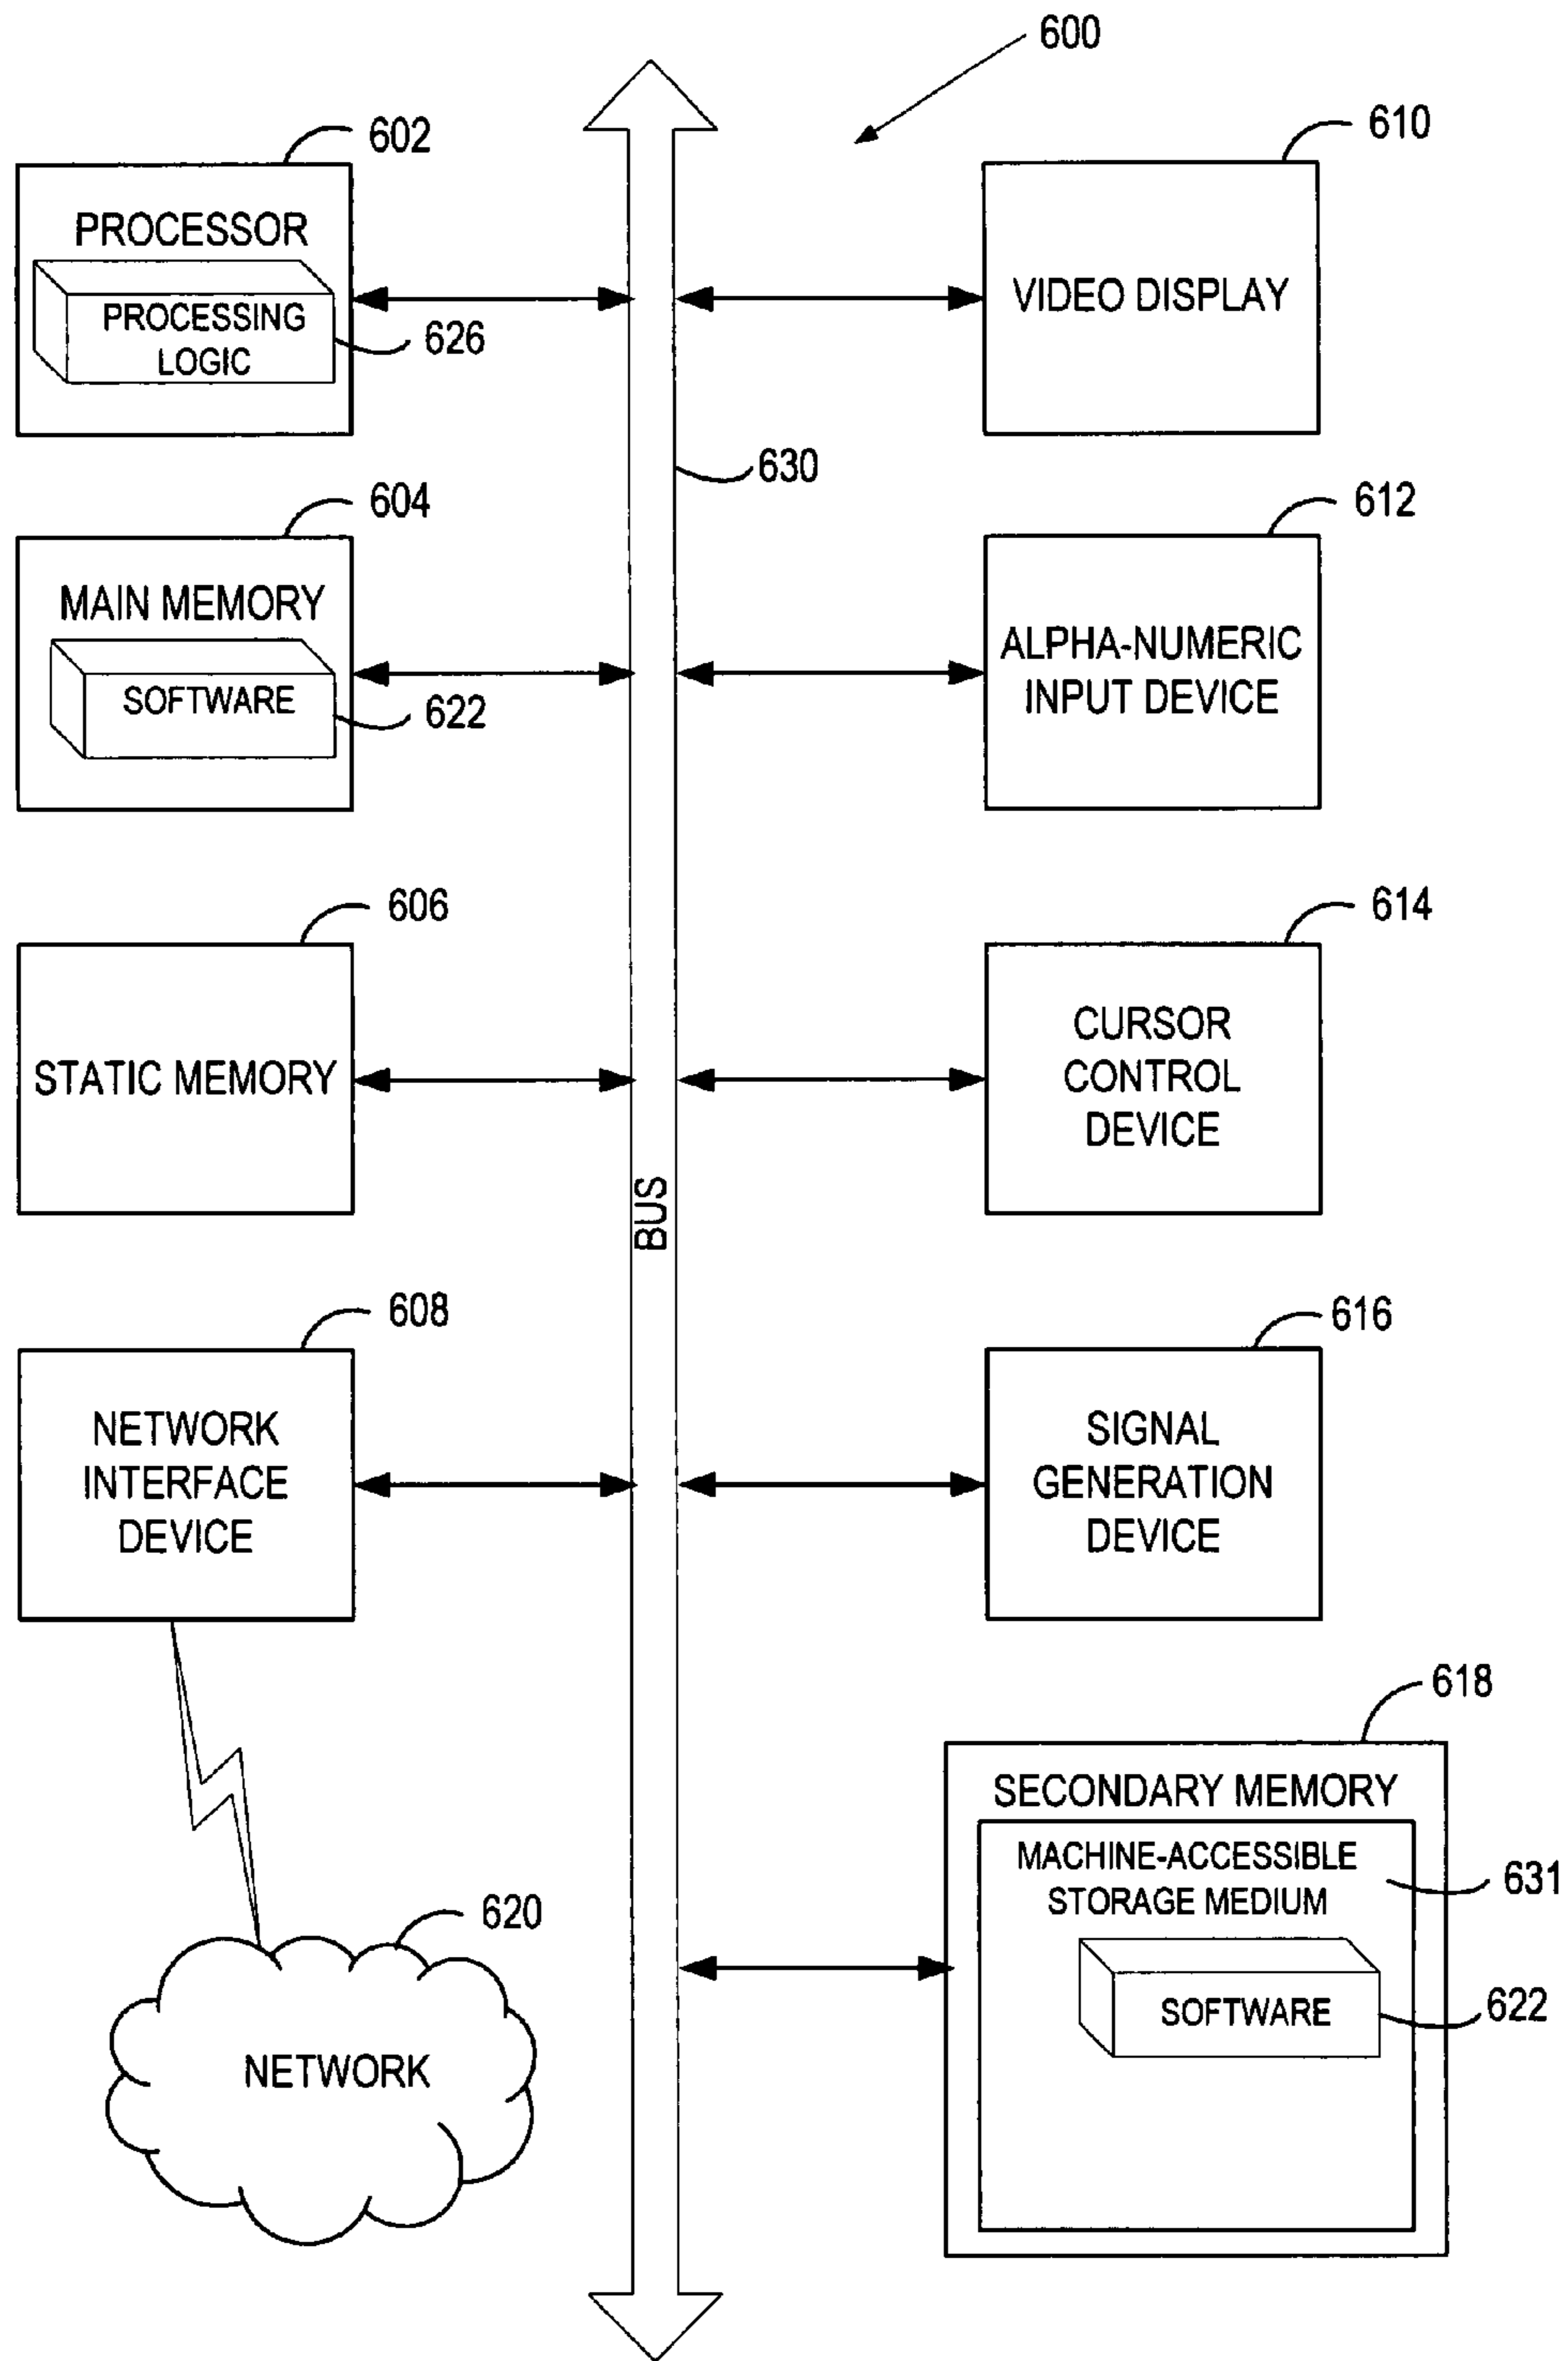 600
602
PROCESSOR
PROCESSING
LOGIC
626
604
MAIN MEMORY
SOFTWARE
622
606
STATIC MEMORY
608
NETWORK
INTERFACE
DEVICE
620
NETWORK
630
BUS
610
VIDEO DISPLAY
612
ALPHA-NUMERIC
INPUT DEVICE
614
CURSOR
CONTROL
DEVICE
616
SIGNAL
GENERATION
DEVICE
618
SECONDARY MEMORY
MACHINE-ACCESSIBLE
STORAGE MEDIUM
631
SOFTWARE
622